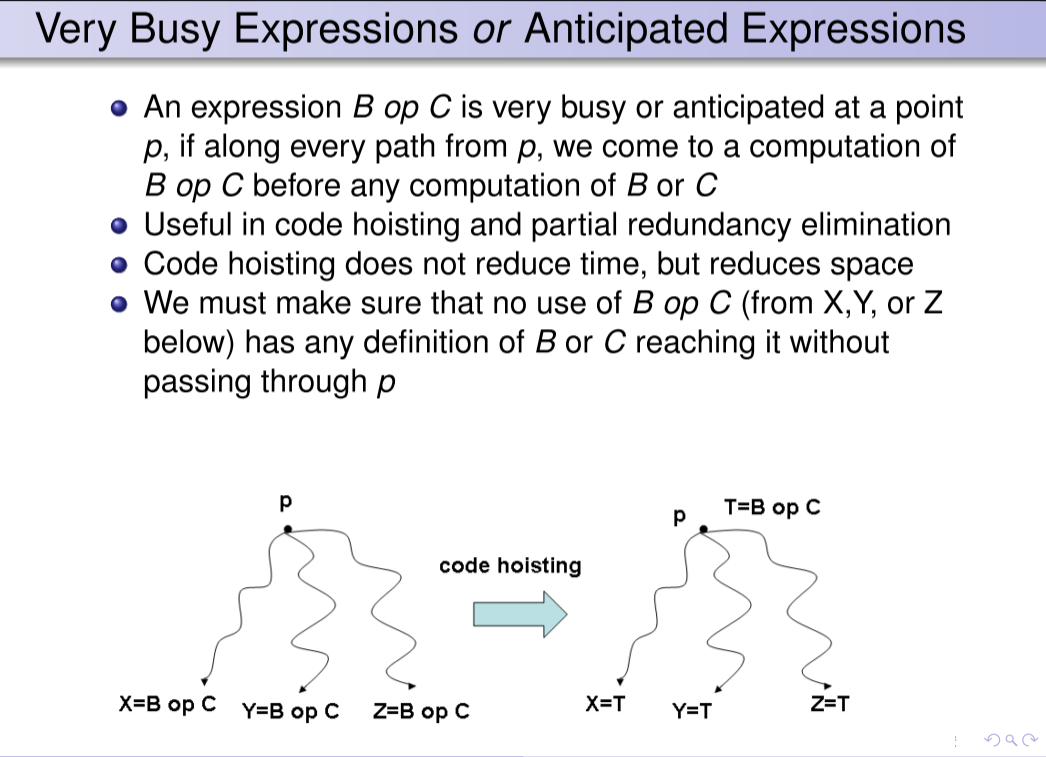 Very Busy Expressions or Anticipated Expressions
An expression B op C is very busy or anticipated at a point
p, if along every path from p, we come to a computation of
B op C before any computation of B or C
Useful in code hoisting and partial redundancy elimination
Code hoisting does not reduce time, but reduces space
We must make sure that no use of B op C (from X,Y, or Z
below) has any definition of B or C reaching it without
passing through p
p
p
T=B op C
code hoisting
X=B op C
Y=B op C
Z=B op C
X=T
Y=T
Z=T